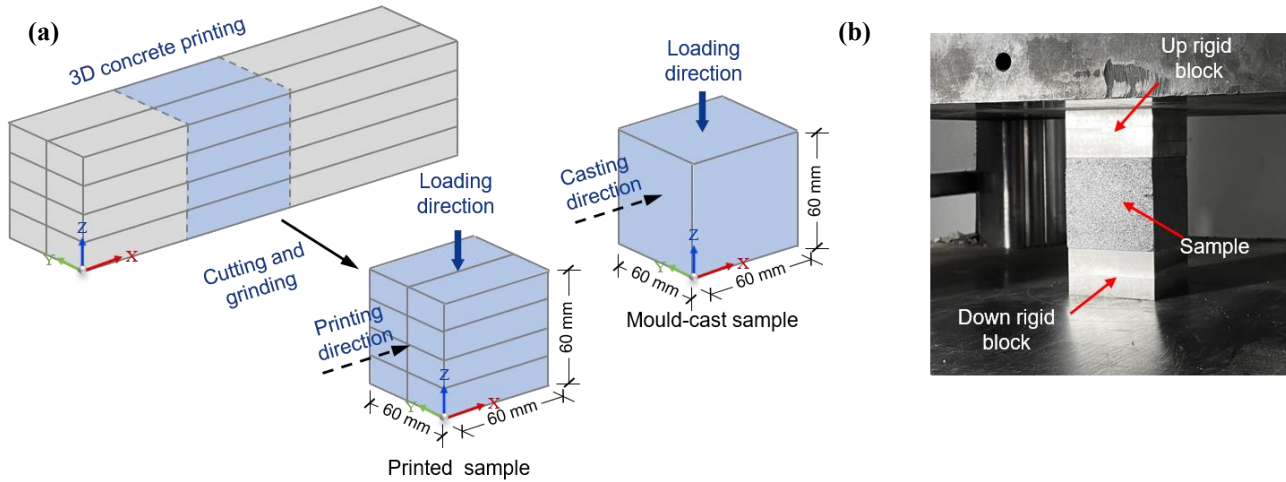 (a)
3D concrete printing
Z
Y
X
Cutting and
grinding
Loading
direction
Printing
direction
Z
Y
X
60 mm
60 mm
60 mm
Printed sample
Loading
direction
Casting
direction
Z
Y
X
60 mm
60 mm
60 mm
Mould-cast sample
(b)
Up rigid
block
Sample
Down rigid
block